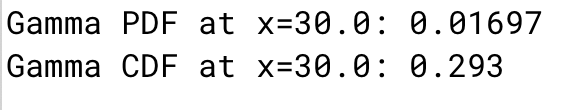 Gamma PDF at x=30.0: 0.01697
Gamma CDF at x=30.0: 0.293